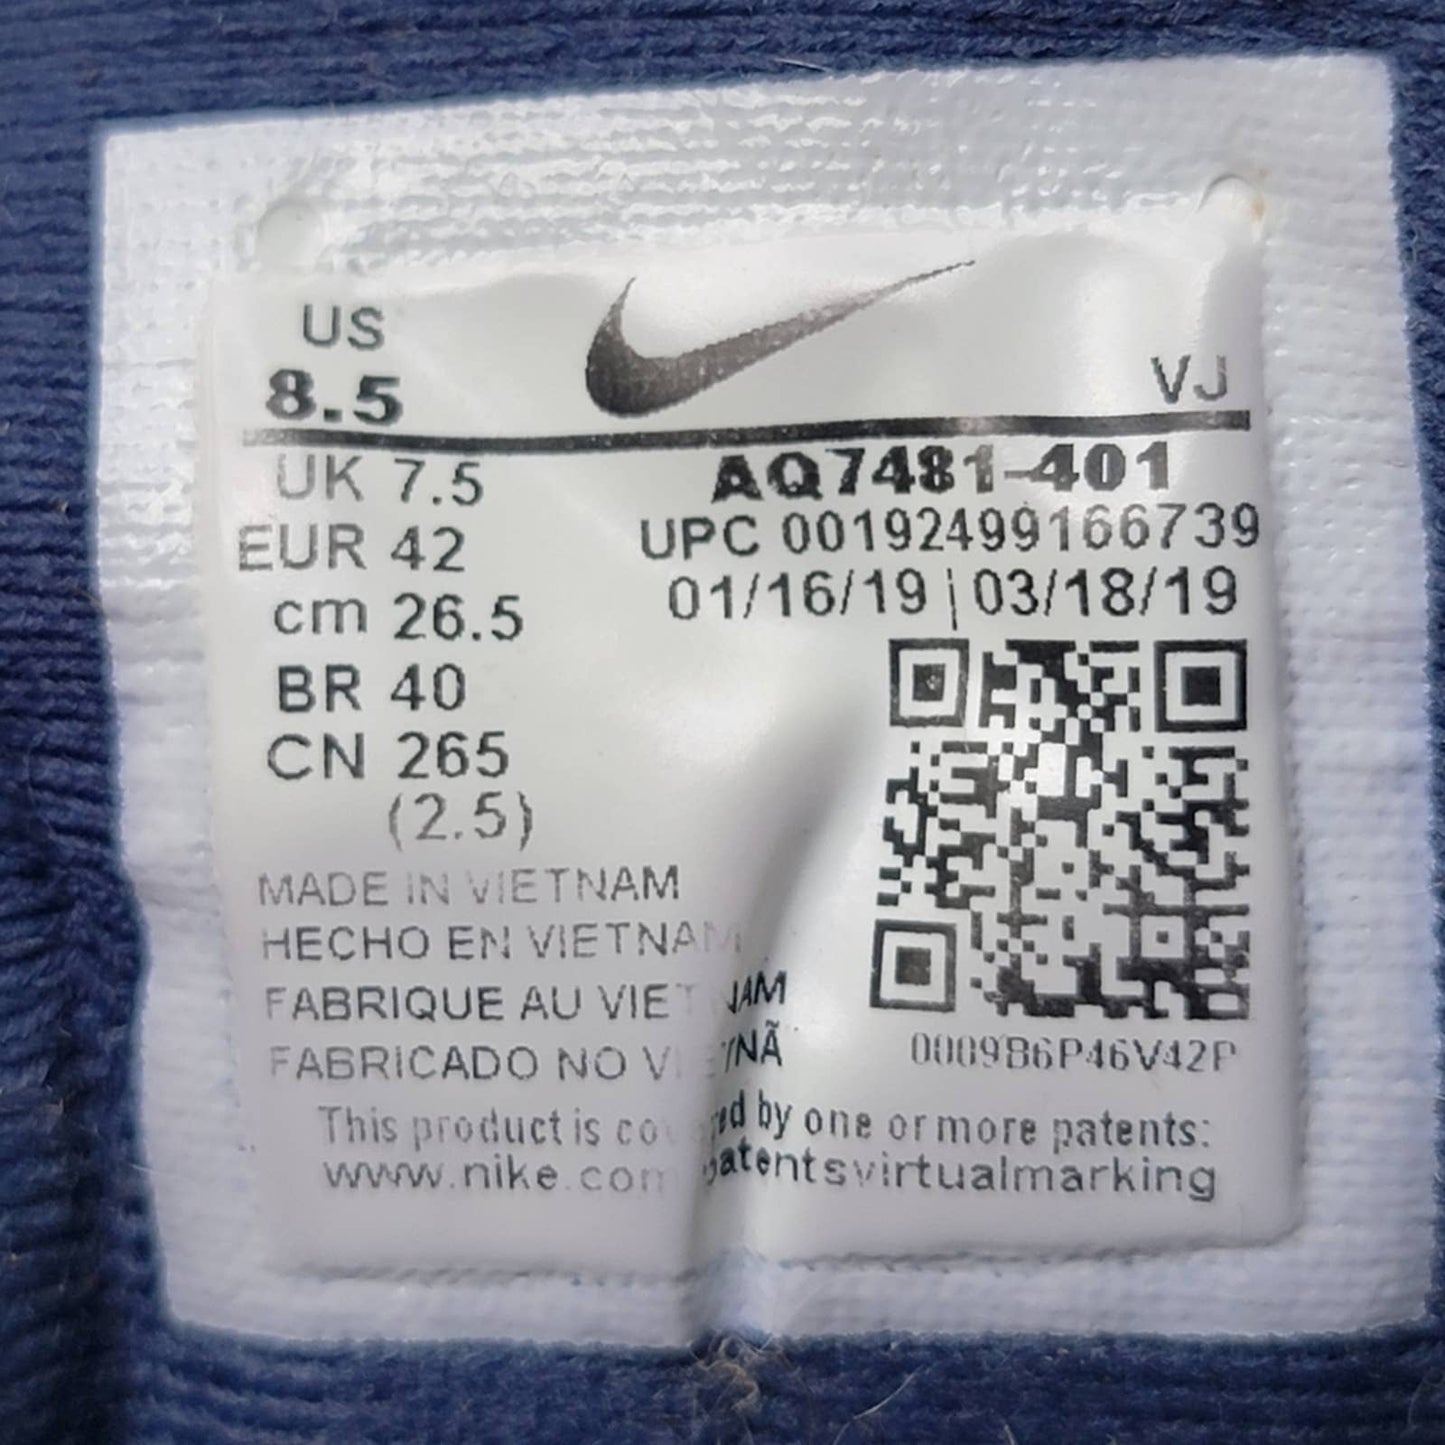 US
8.5
VJ
UK 7.5
EUR 42
cm 26.5
BR 40
CN 265
(2.5)
AQ7481-401
UPC 00192499166739
01/16/19 | 03/18/19
MADE IN VIETNAM
HECHO EN VIETNAM
FABRIQUE AU VIETNAM
FABRICADO NO
0009B6P46V42P
This product is covered by one or more patents:
www.nike.com patentsvirtualmarking